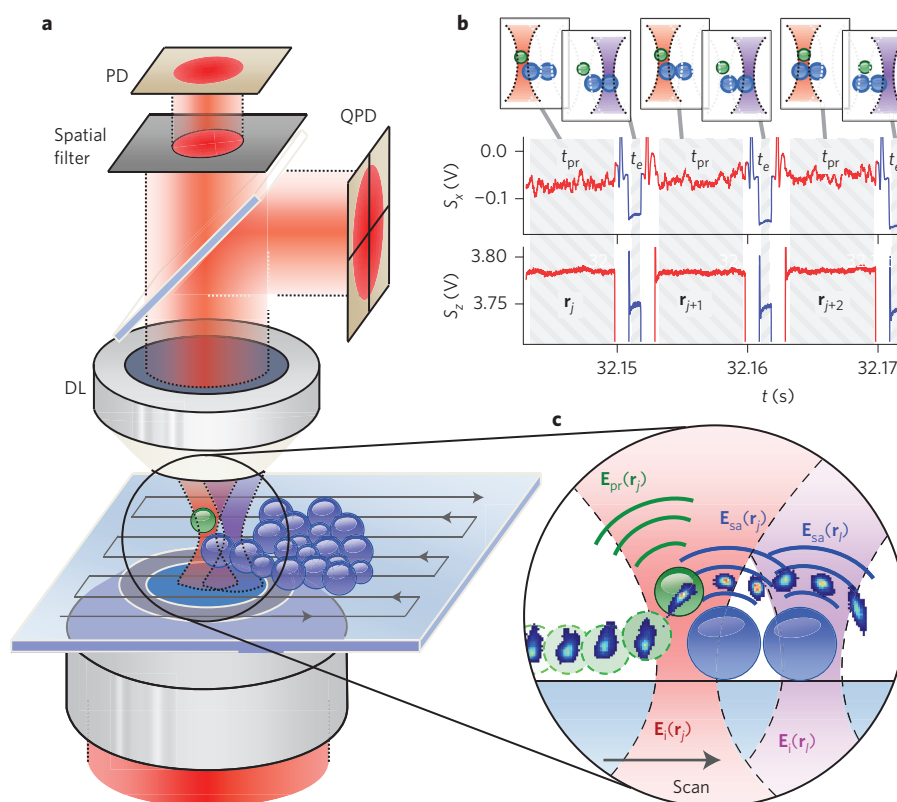 a
PD
Spatial
filter
QPD
DL
b
0.0
−0.1
S_x (V)
t_pr
t_e
t_pr
t_e
t_pr
t_e
3.80
3.75
S_z (V)
r_j
r_{j+1}
r_{j+2}
32.15
32.16
32.17
t (s)
c
E_pr(r_j)
E_sa(r_j)
E_sa(r_l)
E_i(r_j)
E_i(r_l)
Scan